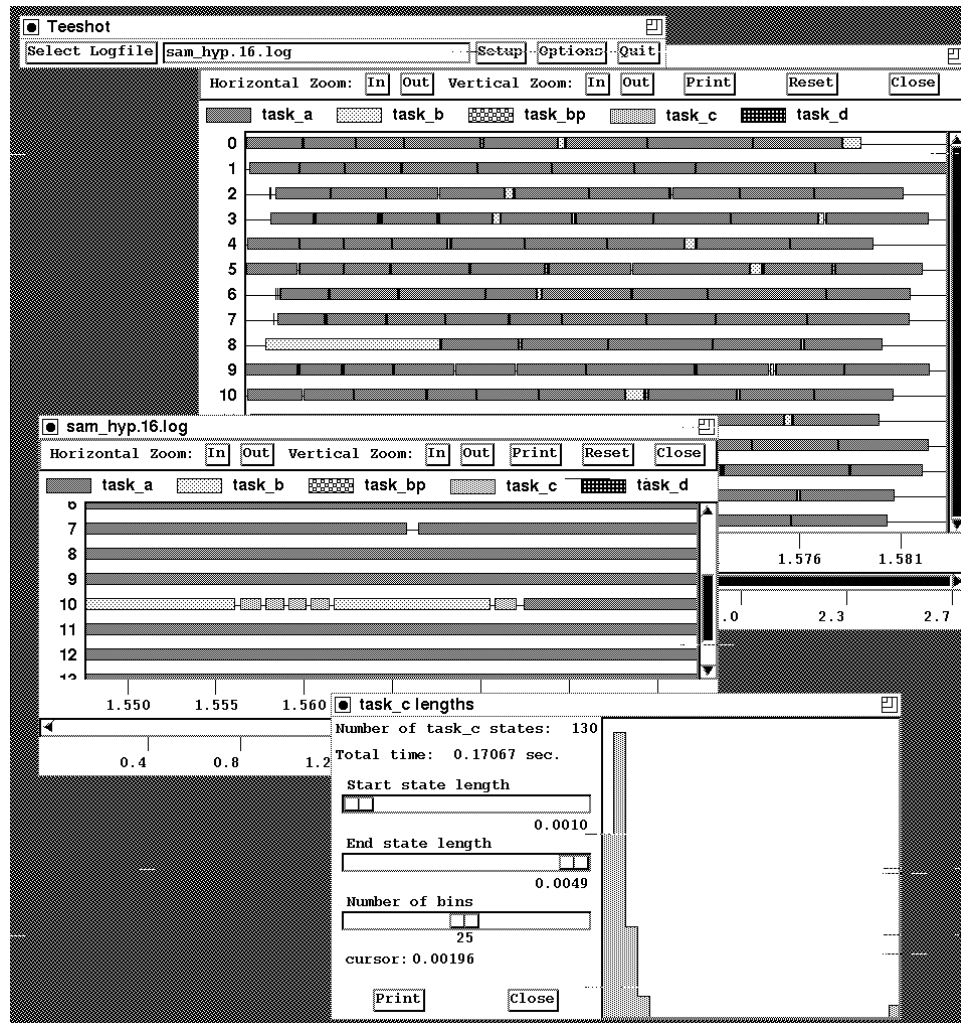 Teeshot
Select Logfile sam_hyp.16.log Setup Options Quit
Horizontal Zoom: In Out Vertical Zoom: In Out Print Reset Close
task_a task_b task_bp task_c task_d
0
1
2
3
4
5
6
7
8
9
10
1.576 1.581
.0 2.3 2.7
sam_hyp.16.log
Horizontal Zoom: In Out Vertical Zoom: In Out Print Reset Close
task_a task_b task_bp task_c task_d
6
7
8
9
10
11
12
13
1.550 1.555 1.560
0.4 0.8 1.2
task_c lengths
Number of task_c states: 130
Total time: 0.17067 sec.
Start state length
0.0010
End state length
0.0049
Number of bins
25
cursor: 0.00196
Print Close